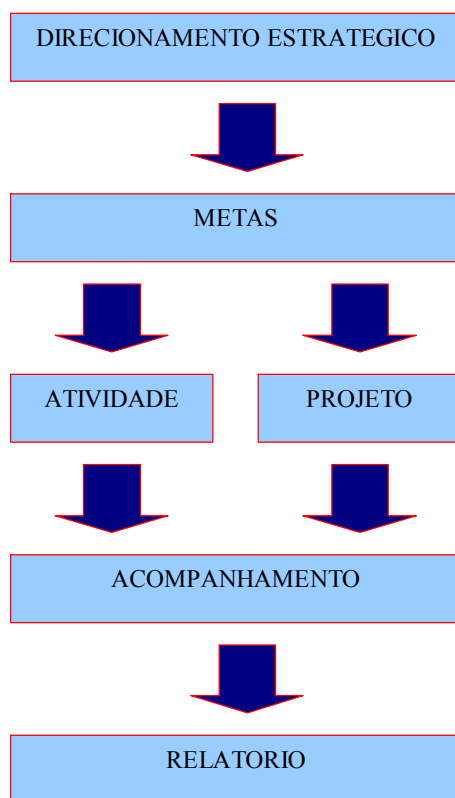 DIRECIONAMENTO ESTRATEGICO
METAS
ATIVIDADE
PROJETO
ACOMPANHAMENTO
RELATORIO